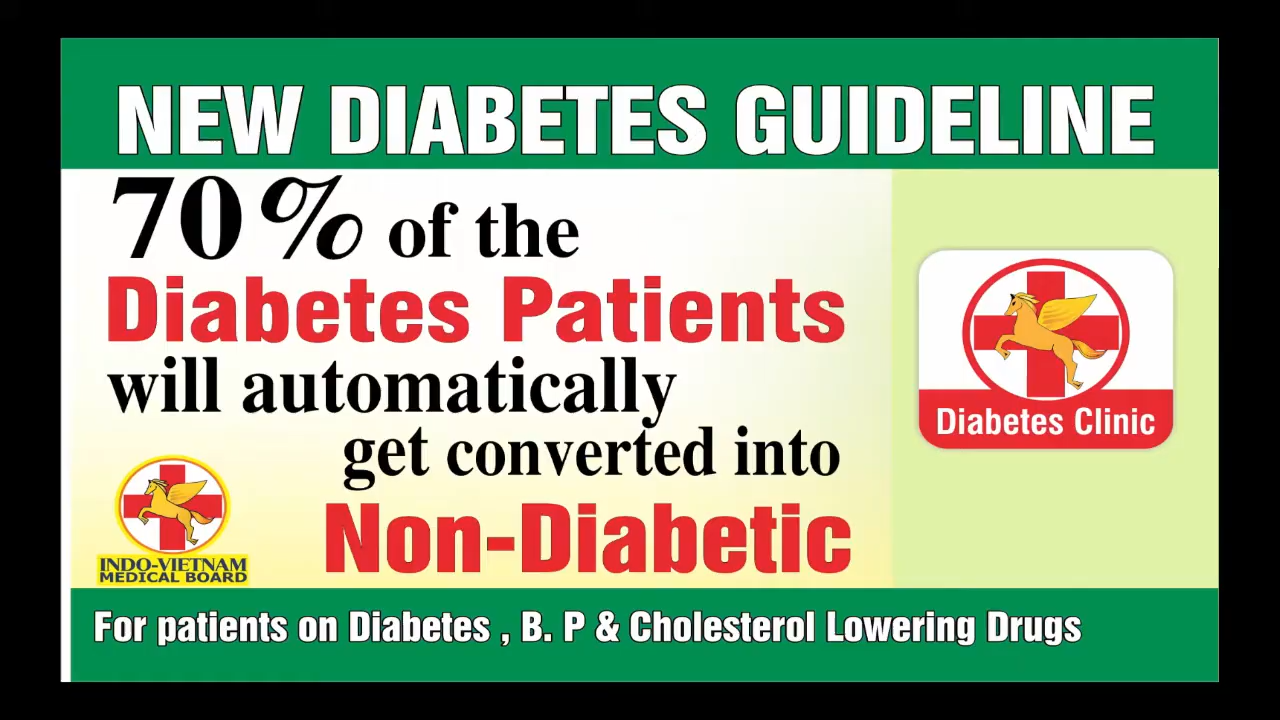 NEW DIABETES GUIDELINE
70% of the
Diabetes Patients
will automatically
get converted into
Non-Diabetic
Diabetes Clinic
INDO-VIETNAM
MEDICAL BOARD
For patients on Diabetes , B. P & Cholesterol Lowering Drugs